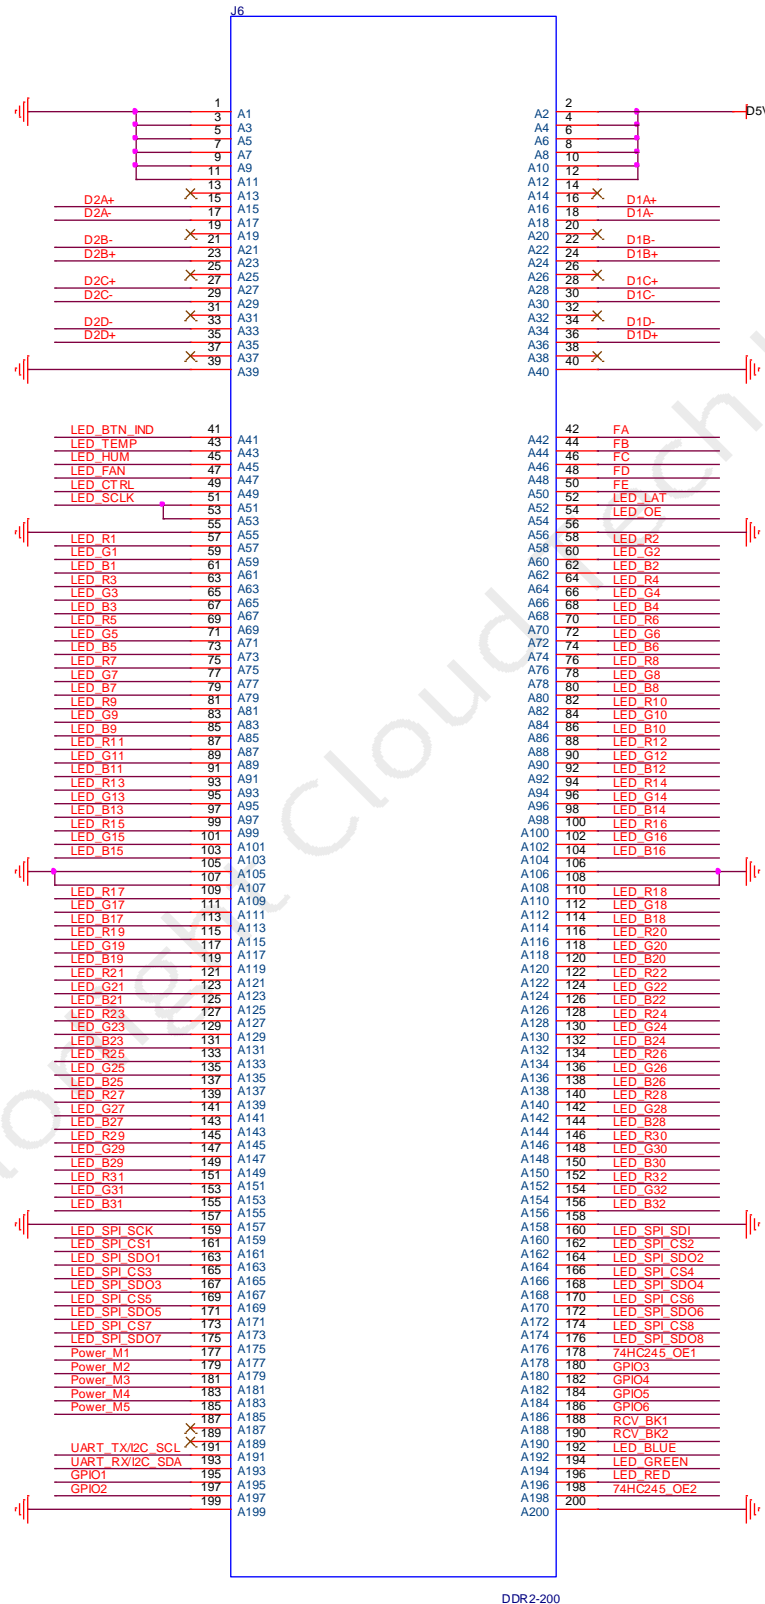 J6
1 A1 A2 2 D5V
3 A3 A4 4
5 A5 A6 6
7 A7 A8 8
9 A9 A10 10
11 A11 A12 12
13 A13 A14 14
D2A+ 15 A15 A16 16 D1A+
D2A- 17 A17 A18 18 D1A-
19 A19 A20 20
D2B- 21 A21 A22 22 D1B-
D2B+ 23 A23 A24 24 D1B+
25 A25 A26 26
D2C+ 27 A27 A28 28 D1C+
D2C- 29 A29 A30 30 D1C-
31 A31 A32 32
D2D- 33 A33 A34 34 D1D-
D2D+ 35 A35 A36 36 D1D+
37 A37 A38 38
39 A39 A40 40
LED_BTN_IND 41 A41 A42 42 FA
LED_TEMP 43 A43 A44 44 FB
LED_HUM 45 A45 A46 46 FC
LED_FAN 47 A47 A48 48 FD
LED_CTRL 49 A49 A50 50 FE
LED_SCLK 51 A51 A52 52 LED_LAT
53 A53 A54 54 LED_OE
55 A55 A56 56
LED_R1 57 A57 A58 58 LED_R2
LED_G1 59 A59 A60 60 LED_G2
LED_B1 61 A61 A62 62 LED_B2
LED_R3 63 A63 A64 64 LED_R4
LED_G3 65 A65 A66 66 LED_G4
LED_B3 67 A67 A68 68 LED_B4
LED_R5 69 A69 A70 70 LED_R6
LED_G5 71 A71 A72 72 LED_G6
LED_B5 73 A73 A74 74 LED_B6
LED_R7 75 A75 A76 76 LED_R8
LED_G7 77 A77 A78 78 LED_G8
LED_B7 79 A79 A80 80 LED_B8
LED_R9 81 A81 A82 82 LED_R10
LED_G9 83 A83 A84 84 LED_G10
LED_B9 85 A85 A86 86 LED_B10
LED_R11 87 A87 A88 88 LED_R12
LED_G11 89 A89 A90 90 LED_G12
LED_B11 91 A91 A92 92 LED_B12
LED_R13 93 A93 A94 94 LED_R14
LED_G13 95 A95 A96 96 LED_G14
LED_B13 97 A97 A98 98 LED_B14
LED_R15 99 A99 A100 100 LED_R16
LED_G15 101 A101 A102 102 LED_G16
LED_B15 103 A103 A104 104 LED_B16
105 A105 A106 106
107 A107 A108 108
LED_R17 109 A109 A110 110 LED_R18
LED_G17 111 A111 A112 112 LED_G18
LED_B17 113 A113 A114 114 LED_B18
LED_R19 115 A115 A116 116 LED_R20
LED_G19 117 A117 A118 118 LED_G20
LED_B19 119 A119 A120 120 LED_B20
LED_R21 121 A121 A122 122 LED_R22
LED_G21 123 A123 A124 124 LED_G22
LED_B21 125 A125 A126 126 LED_B22
LED_R23 127 A127 A128 128 LED_R24
LED_G23 129 A129 A130 130 LED_G24
LED_B23 131 A131 A132 132 LED_B24
LED_R25 133 A133 A134 134 LED_R26
LED_G25 135 A135 A136 136 LED_G26
LED_B25 137 A137 A138 138 LED_B26
LED_R27 139 A139 A140 140 LED_R28
LED_G27 141 A141 A142 142 LED_G28
LED_B27 143 A143 A144 144 LED_B28
LED_R29 145 A145 A146 146 LED_R30
LED_G29 147 A147 A148 148 LED_G30
LED_B29 149 A149 A150 150 LED_B30
LED_R31 151 A151 A152 152 LED_R32
LED_G31 153 A153 A154 154 LED_G32
LED_B31 155 A155 A156 156 LED_B32
157 A157 A158 158
LED_SPI_SCK 159 A159 A160 160 LED_SPI_SDI
LED_SPI_CS1 161 A161 A162 162 LED_SPI_CS2
LED_SPI_SDO1 163 A163 A164 164 LED_SPI_SDO2
LED_SPI_CS3 165 A165 A166 166 LED_SPI_CS4
LED_SPI_SDO3 167 A167 A168 168 LED_SPI_SDO4
LED_SPI_CS5 169 A169 A170 170 LED_SPI_CS6
LED_SPI_SDO5 171 A171 A172 172 LED_SPI_SDO6
LED_SPI_CS7 173 A173 A174 174 LED_SPI_CS8
LED_SPI_SDO7 175 A175 A176 176 LED_SPI_SDO8
Power_M1 177 A177 A178 178 74HC245_OE1
Power_M2 179 A179 A180 180 GPIO3
Power_M3 181 A181 A182 182 GPIO4
Power_M4 183 A183 A184 184 GPIO5
Power_M5 185 A185 A186 186 GPIO6
187 A187 A188 188 RCV_BK1
189 A189 A190 190 RCV_BK2
UART_TX/I2C_SCL 191 A191 A192 192 LED_BLUE
UART_RX/I2C_SDA 193 A193 A194 194 LED_GREEN
GPIO1 195 A195 A196 196 LED_RED
GPIO2 197 A197 A198 198 74HC245_OE2
199 A199 A200 200
DDR2-200
Cloud Tech